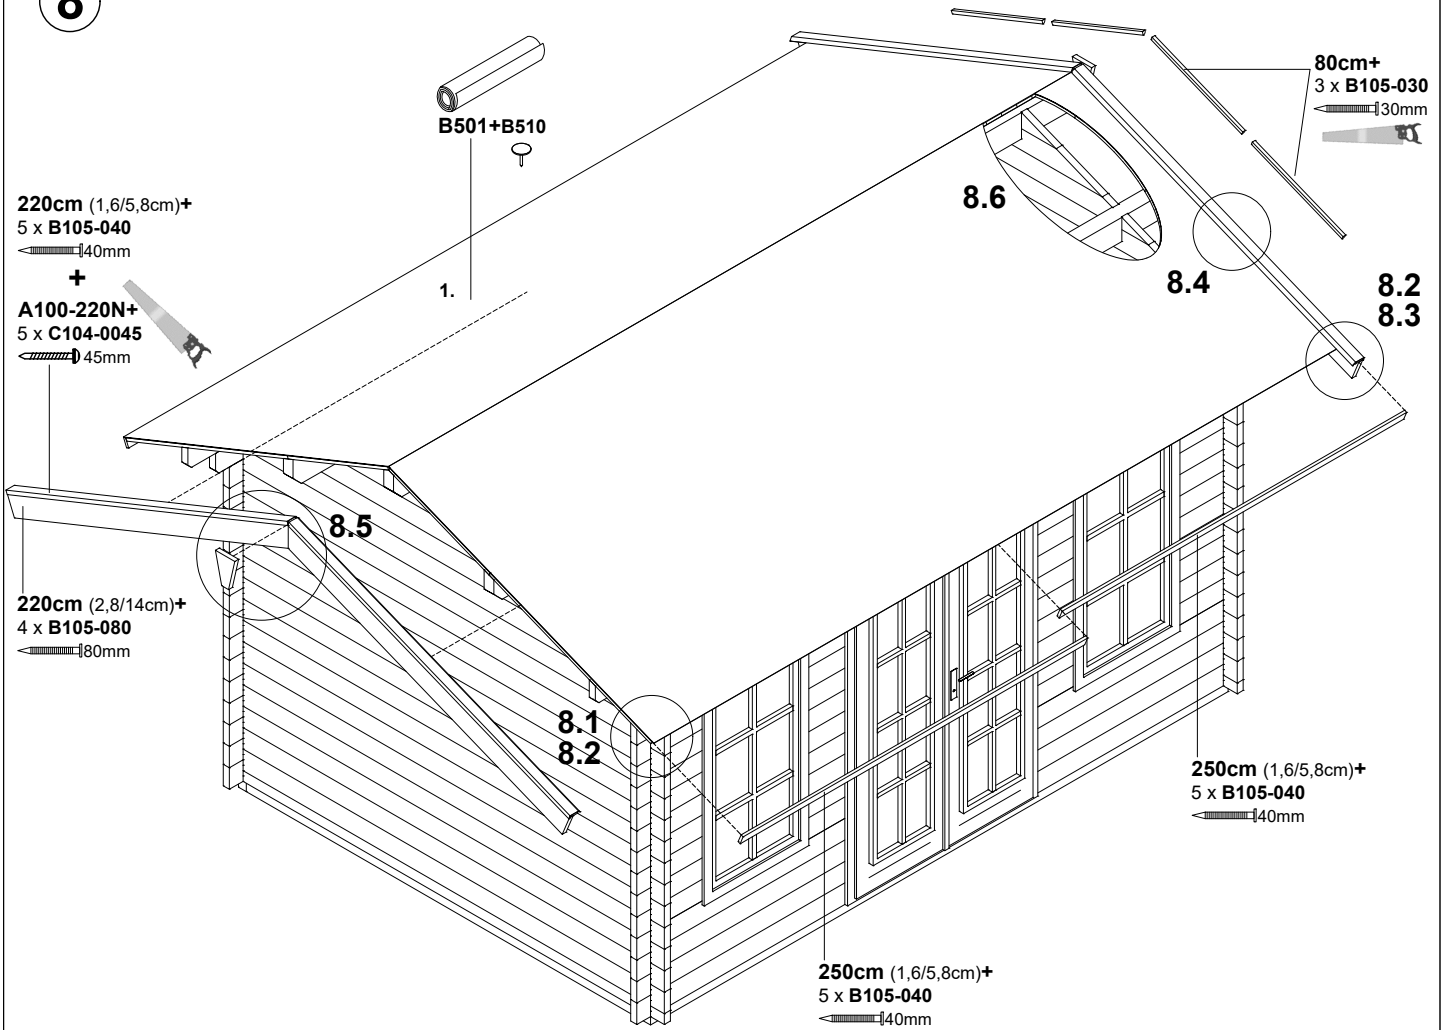 8
B501+B510
80cm+
3 x B105-030
30mm
220cm (1,6/5,8cm)+
5 x B105-040
40mm
+
A100-220N+
5 x C104-0045
45mm
1.
8.6
8.4
8.2
8.3
8.5
220cm (2,8/14cm)+
4 x B105-080
80mm
8.1
8.2
250cm (1,6/5,8cm)+
5 x B105-040
40mm
250cm (1,6/5,8cm)+
5 x B105-040
40mm